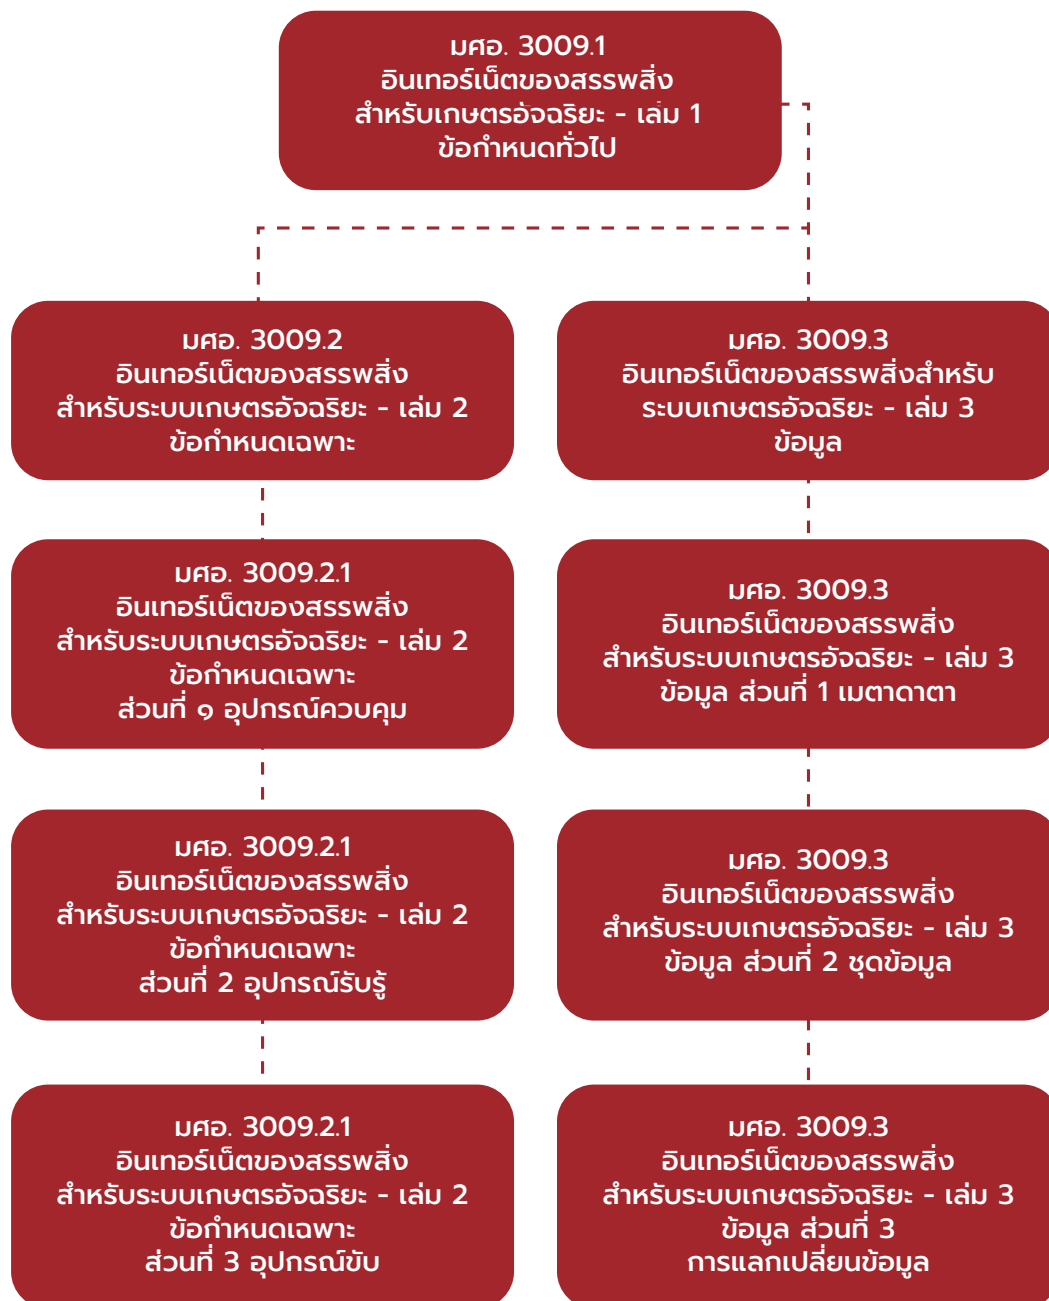 มศอ. 3009.1
อินเทอร์เน็ตของสรรพสิ่ง
สำหรับเกษตรอัจฉริยะ - เล่ม 1
ข้อกำหนดทั่วไป
มศอ. 3009.2
อินเทอร์เน็ตของสรรพสิ่ง
สำหรับระบบเกษตรอัจฉริยะ - เล่ม 2
ข้อกำหนดเฉพาะ
มศอ. 3009.3
อินเทอร์เน็ตของสรรพสิ่งสำหรับ
ระบบเกษตรอัจฉริยะ - เล่ม 3
ข้อมูล
มศอ. 3009.2.1
อินเทอร์เน็ตของสรรพสิ่ง
สำหรับระบบเกษตรอัจฉริยะ - เล่ม 2
ข้อกำหนดเฉพาะ
ส่วนที่ ๑ อุปกรณ์ควบคุม
มศอ. 3009.3
อินเทอร์เน็ตของสรรพสิ่ง
สำหรับระบบเกษตรอัจฉริยะ - เล่ม 3
ข้อมูล ส่วนที่ 1 เมตาดาตา
มศอ. 3009.2.1
อินเทอร์เน็ตของสรรพสิ่ง
สำหรับระบบเกษตรอัจฉริยะ - เล่ม 2
ข้อกำหนดเฉพาะ
ส่วนที่ 2 อุปกรณ์รับรู้
มศอ. 3009.3
อินเทอร์เน็ตของสรรพสิ่ง
สำหรับระบบเกษตรอัจฉริยะ - เล่ม 3
ข้อมูล ส่วนที่ 2 ชุดข้อมูล
มศอ. 3009.2.1
อินเทอร์เน็ตของสรรพสิ่ง
สำหรับระบบเกษตรอัจฉริยะ - เล่ม 2
ข้อกำหนดเฉพาะ
ส่วนที่ 3 อุปกรณ์ขับ
มศอ. 3009.3
อินเทอร์เน็ตของสรรพสิ่ง
สำหรับระบบเกษตรอัจฉริยะ - เล่ม 3
ข้อมูล ส่วนที่ 3
การแลกเปลี่ยนข้อมูล